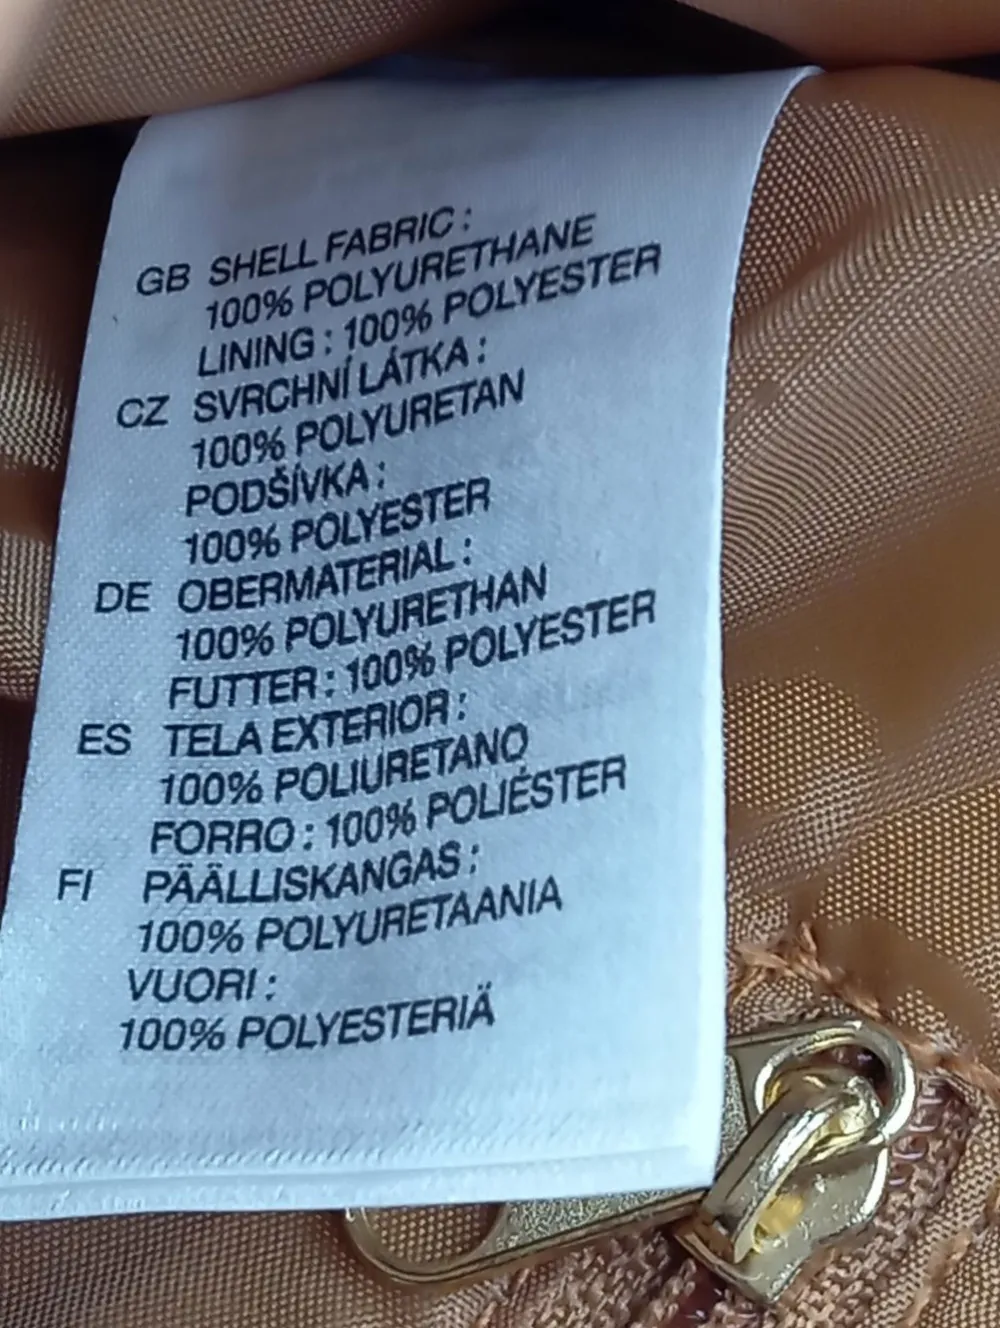 GB SHELL FABRIC :
100% POLYURETHANE
LINING : 100% POLYESTER
CZ SVRCHNÍ LÁTKA :
100% POLYURETAN
PODŠÍVKA :
100% POLYESTER
DE OBERMATERIAL :
100% POLYURETHAN
FUTTER : 100% POLYESTER
ES TELA EXTERIOR :
100% POLIURETANO
FORRO : 100% POLIÉSTER
FI PÄÄLLISKANGAS :
100% POLYURETAANIA
VUORI :
100% POLYESTERIÄ